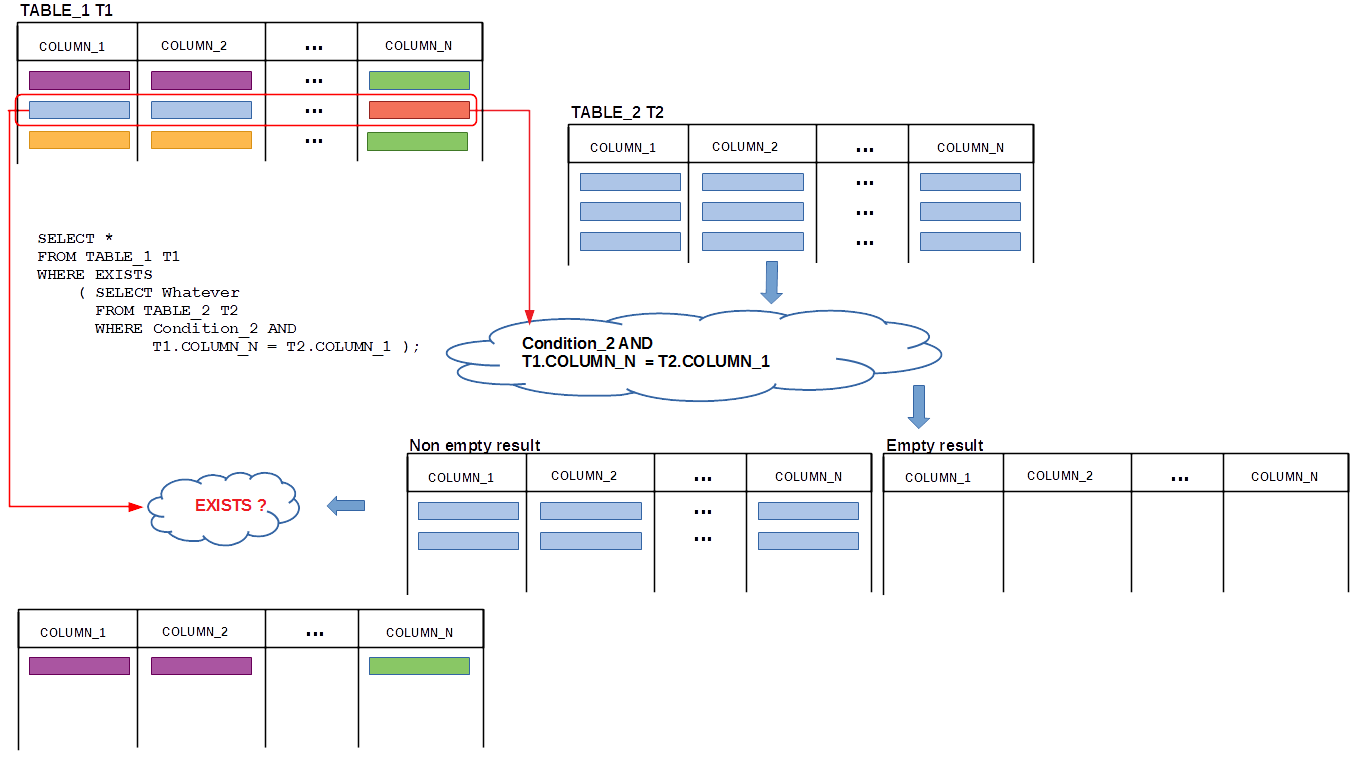 TABLE_1 T1
COLUMN_1 COLUMN_2 ... COLUMN_N
...
...
...
TABLE_2 T2
COLUMN_1 COLUMN_2 ... COLUMN_N
...
...
...
SELECT *
FROM TABLE_1 T1
WHERE EXISTS
( SELECT Whatever
FROM TABLE_2 T2
WHERE Condition_2 AND
T1.COLUMN_N = T2.COLUMN_1 );
Condition_2 AND
T1.COLUMN_N = T2.COLUMN_1
Non empty result
COLUMN_1 COLUMN_2 ... COLUMN_N
...
...
Empty result
COLUMN_1 COLUMN_2 ... COLUMN_N
EXISTS ?
COLUMN_1 COLUMN_2 ... COLUMN_N